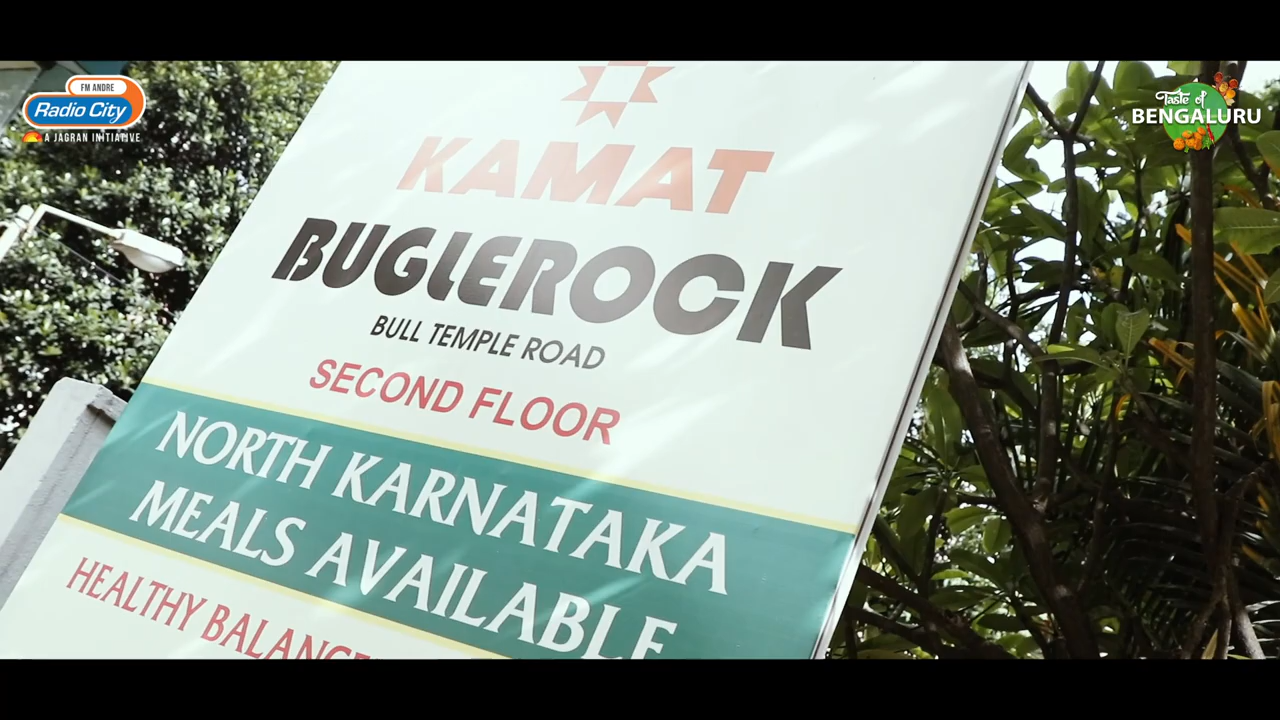 FM ANDRE
Radio City
A JAGRAN INITIATIVE
Taste of
BENGALURU
KAMAT
BUGLEROCK
BULL TEMPLE ROAD
SECOND FLOOR
NORTH KARNATAKA
MEALS AVAILABLE
HEALTHY